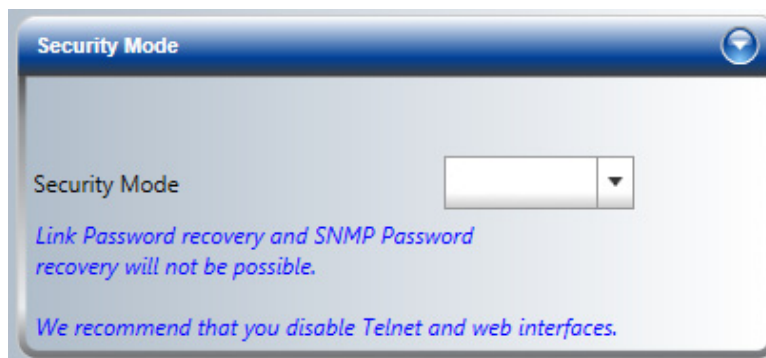 Security Mode
Security Mode
Link Password recovery and SNMP Password
recovery will not be possible.
We recommend that you disable Telnet and web interfaces.